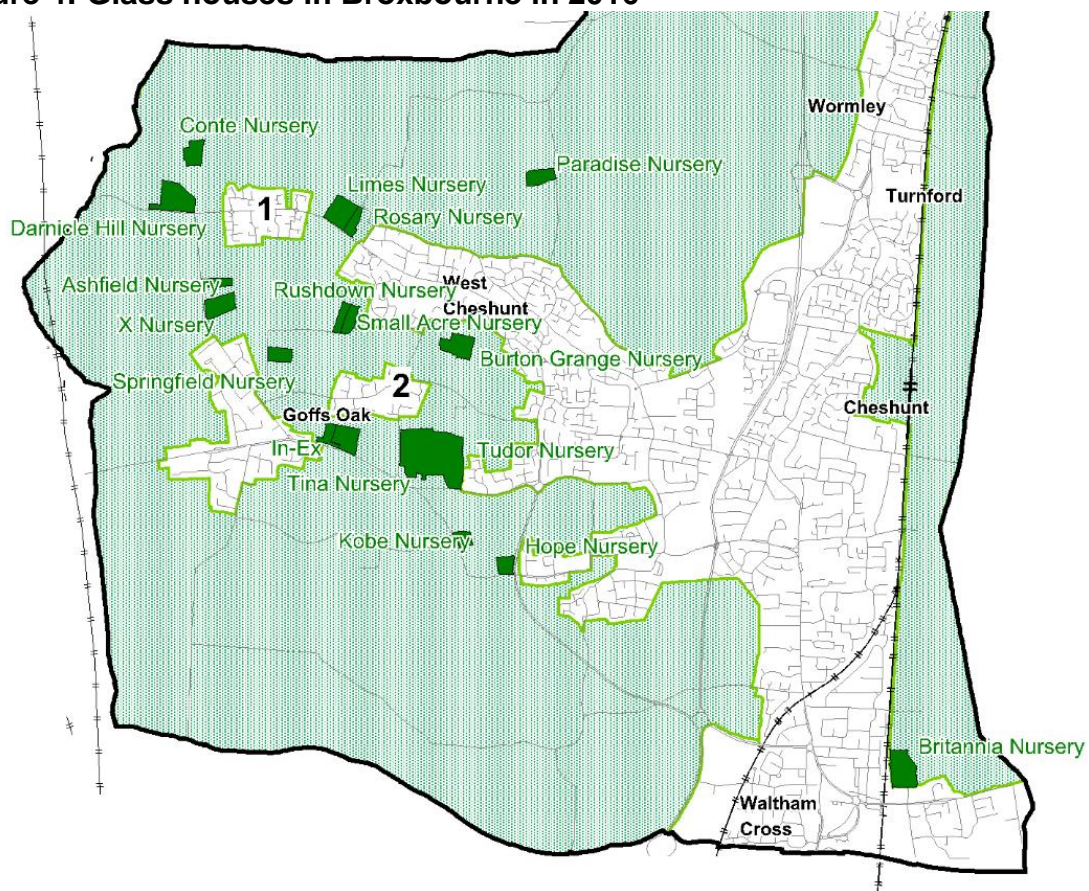 Glass houses in Broxbourne in 2010
Wormley
Conte Nursery
Paradise Nursery
Limes Nursery
Turnford
1
Rosary Nursery
Darnicle Hill Nursery
West
Cheshunt
Ashfield Nursery
Rushdown Nursery
X Nursery
Small Acre Nursery
Burton Grange Nursery
Springfield Nursery
2
Cheshunt
Goffs Oak
In-Ex
Tudor Nursery
Tina Nursery
Kobe Nursery
Hope Nursery
Britannia Nursery
Waltham
Cross